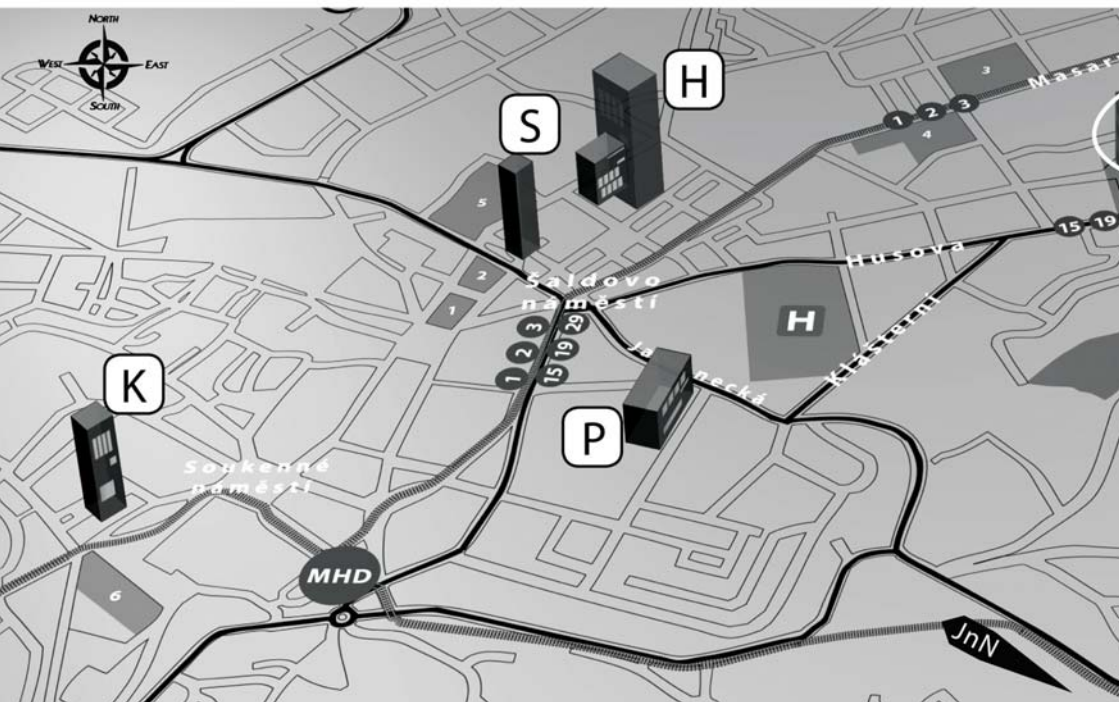 NORTH
WEST
EAST
SOUTH
H
S
3
1 2 3
4
5
15 19
Husova
2
Šaldovo
náměstí
1
H
3 29
2 19
1 15
Klášterní
K
P
Soukenné
náměstí
MHD
6
JnN